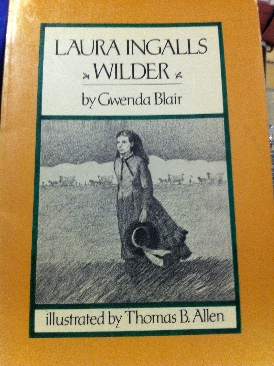 LAURA INGALLS
WILDER
by Gwenda Blair
illustrated by Thomas B. Allen